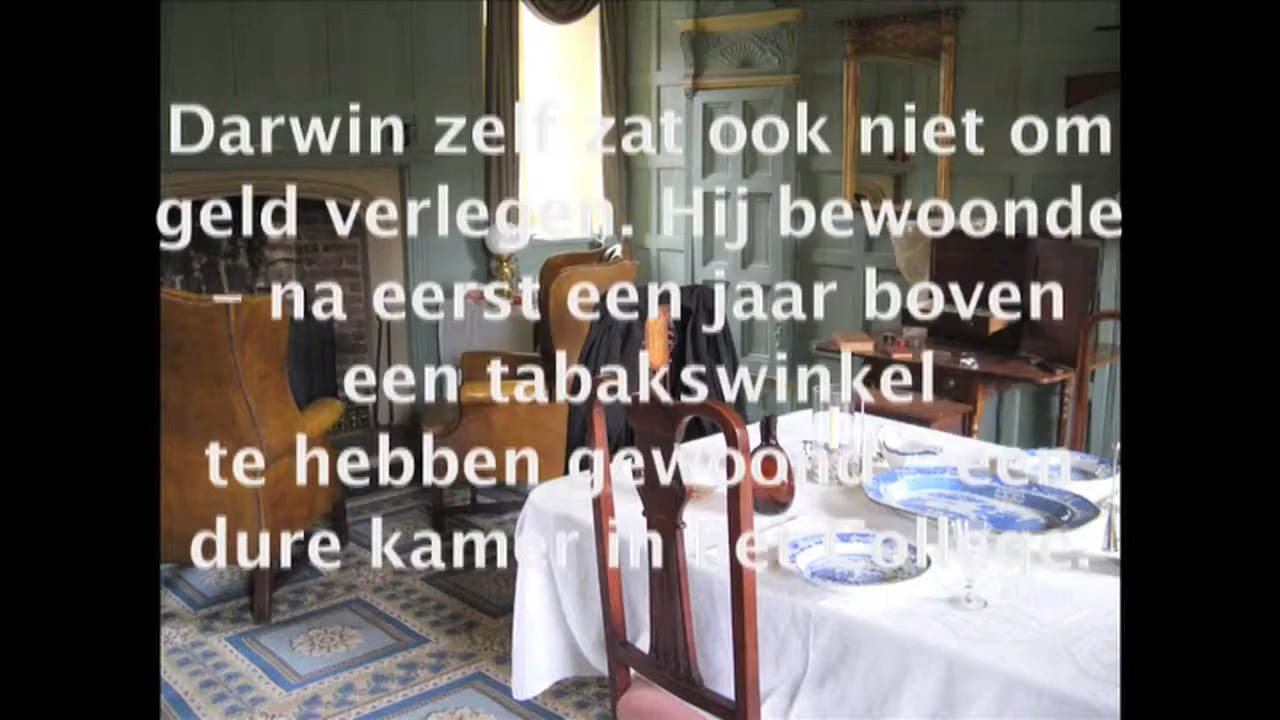 Darwin zelf zat ook niet om
geld verlegen. Hij bewoonde
– na eerst een jaar boven
een tabakswinkel
te hebben gewoond – een
dure kamer in het College.